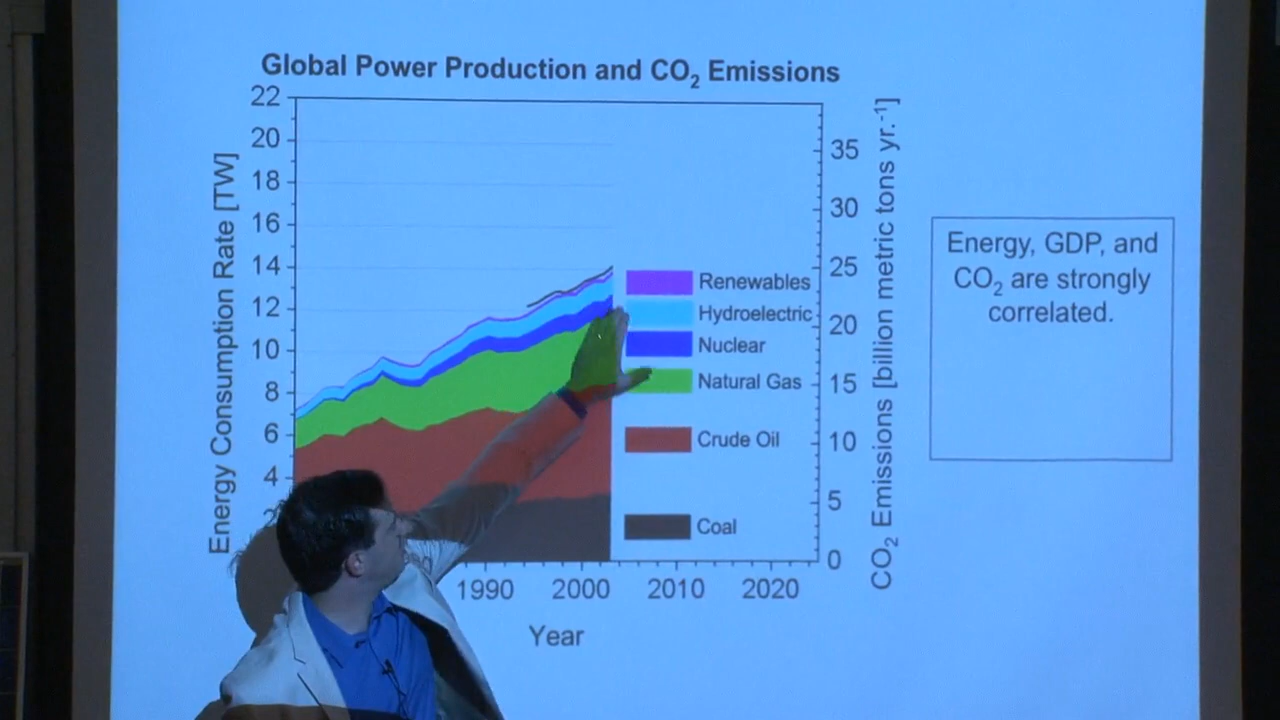 Global Power Production and CO2 Emissions
22
20
18
16
14
12
10
8
6
4
2
Energy Consumption Rate [TW]
Renewables
Hydroelectric
Nuclear
Natural Gas
Crude Oil
Coal
35
30
25
20
15
10
5
0
CO2 Emissions [billion metric tons yr.-1]
1990 2000 2010 2020
Year
Energy, GDP, and
CO2 are strongly
correlated.